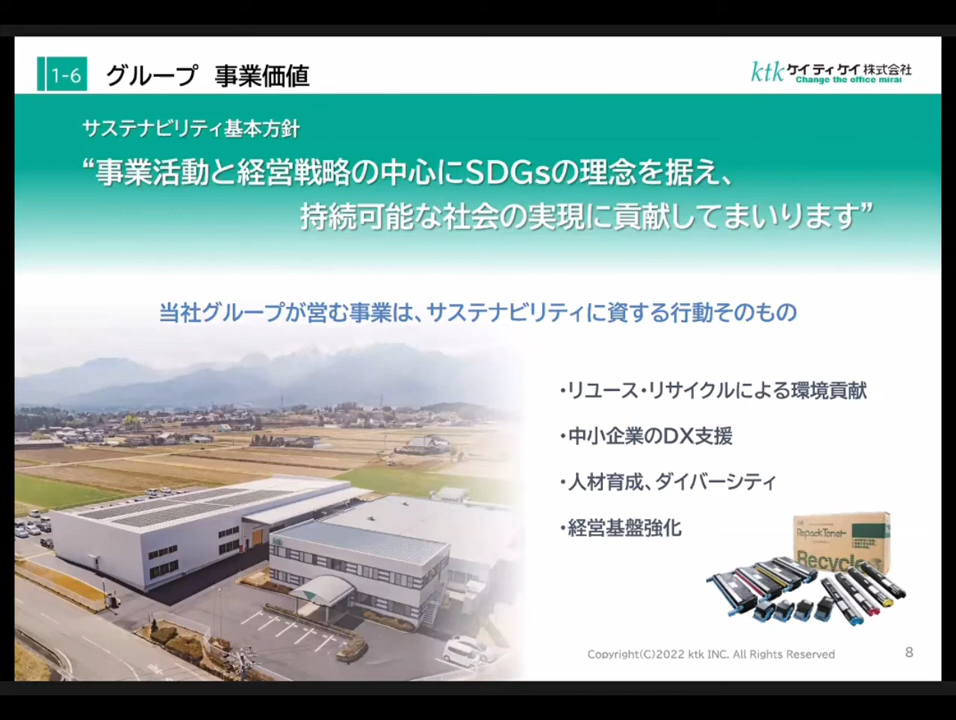 1-6 グループ 事業価値
ktk ケイティケイ株式会社
Change the office mirai
サステナビリティ基本方針
“事業活動と経営戦略の中心にSDGsの理念を据え、
持続可能な社会の実現に貢献してまいります”
当社グループが営む事業は、サステナビリティに資する行動そのもの
・リユース・リサイクルによる環境貢献
・中小企業のDX支援
・人材育成、ダイバーシティ
・経営基盤強化
Repack Toner
Recycle
Copyright(C)2022 ktk INC. All Rights Reserved
8